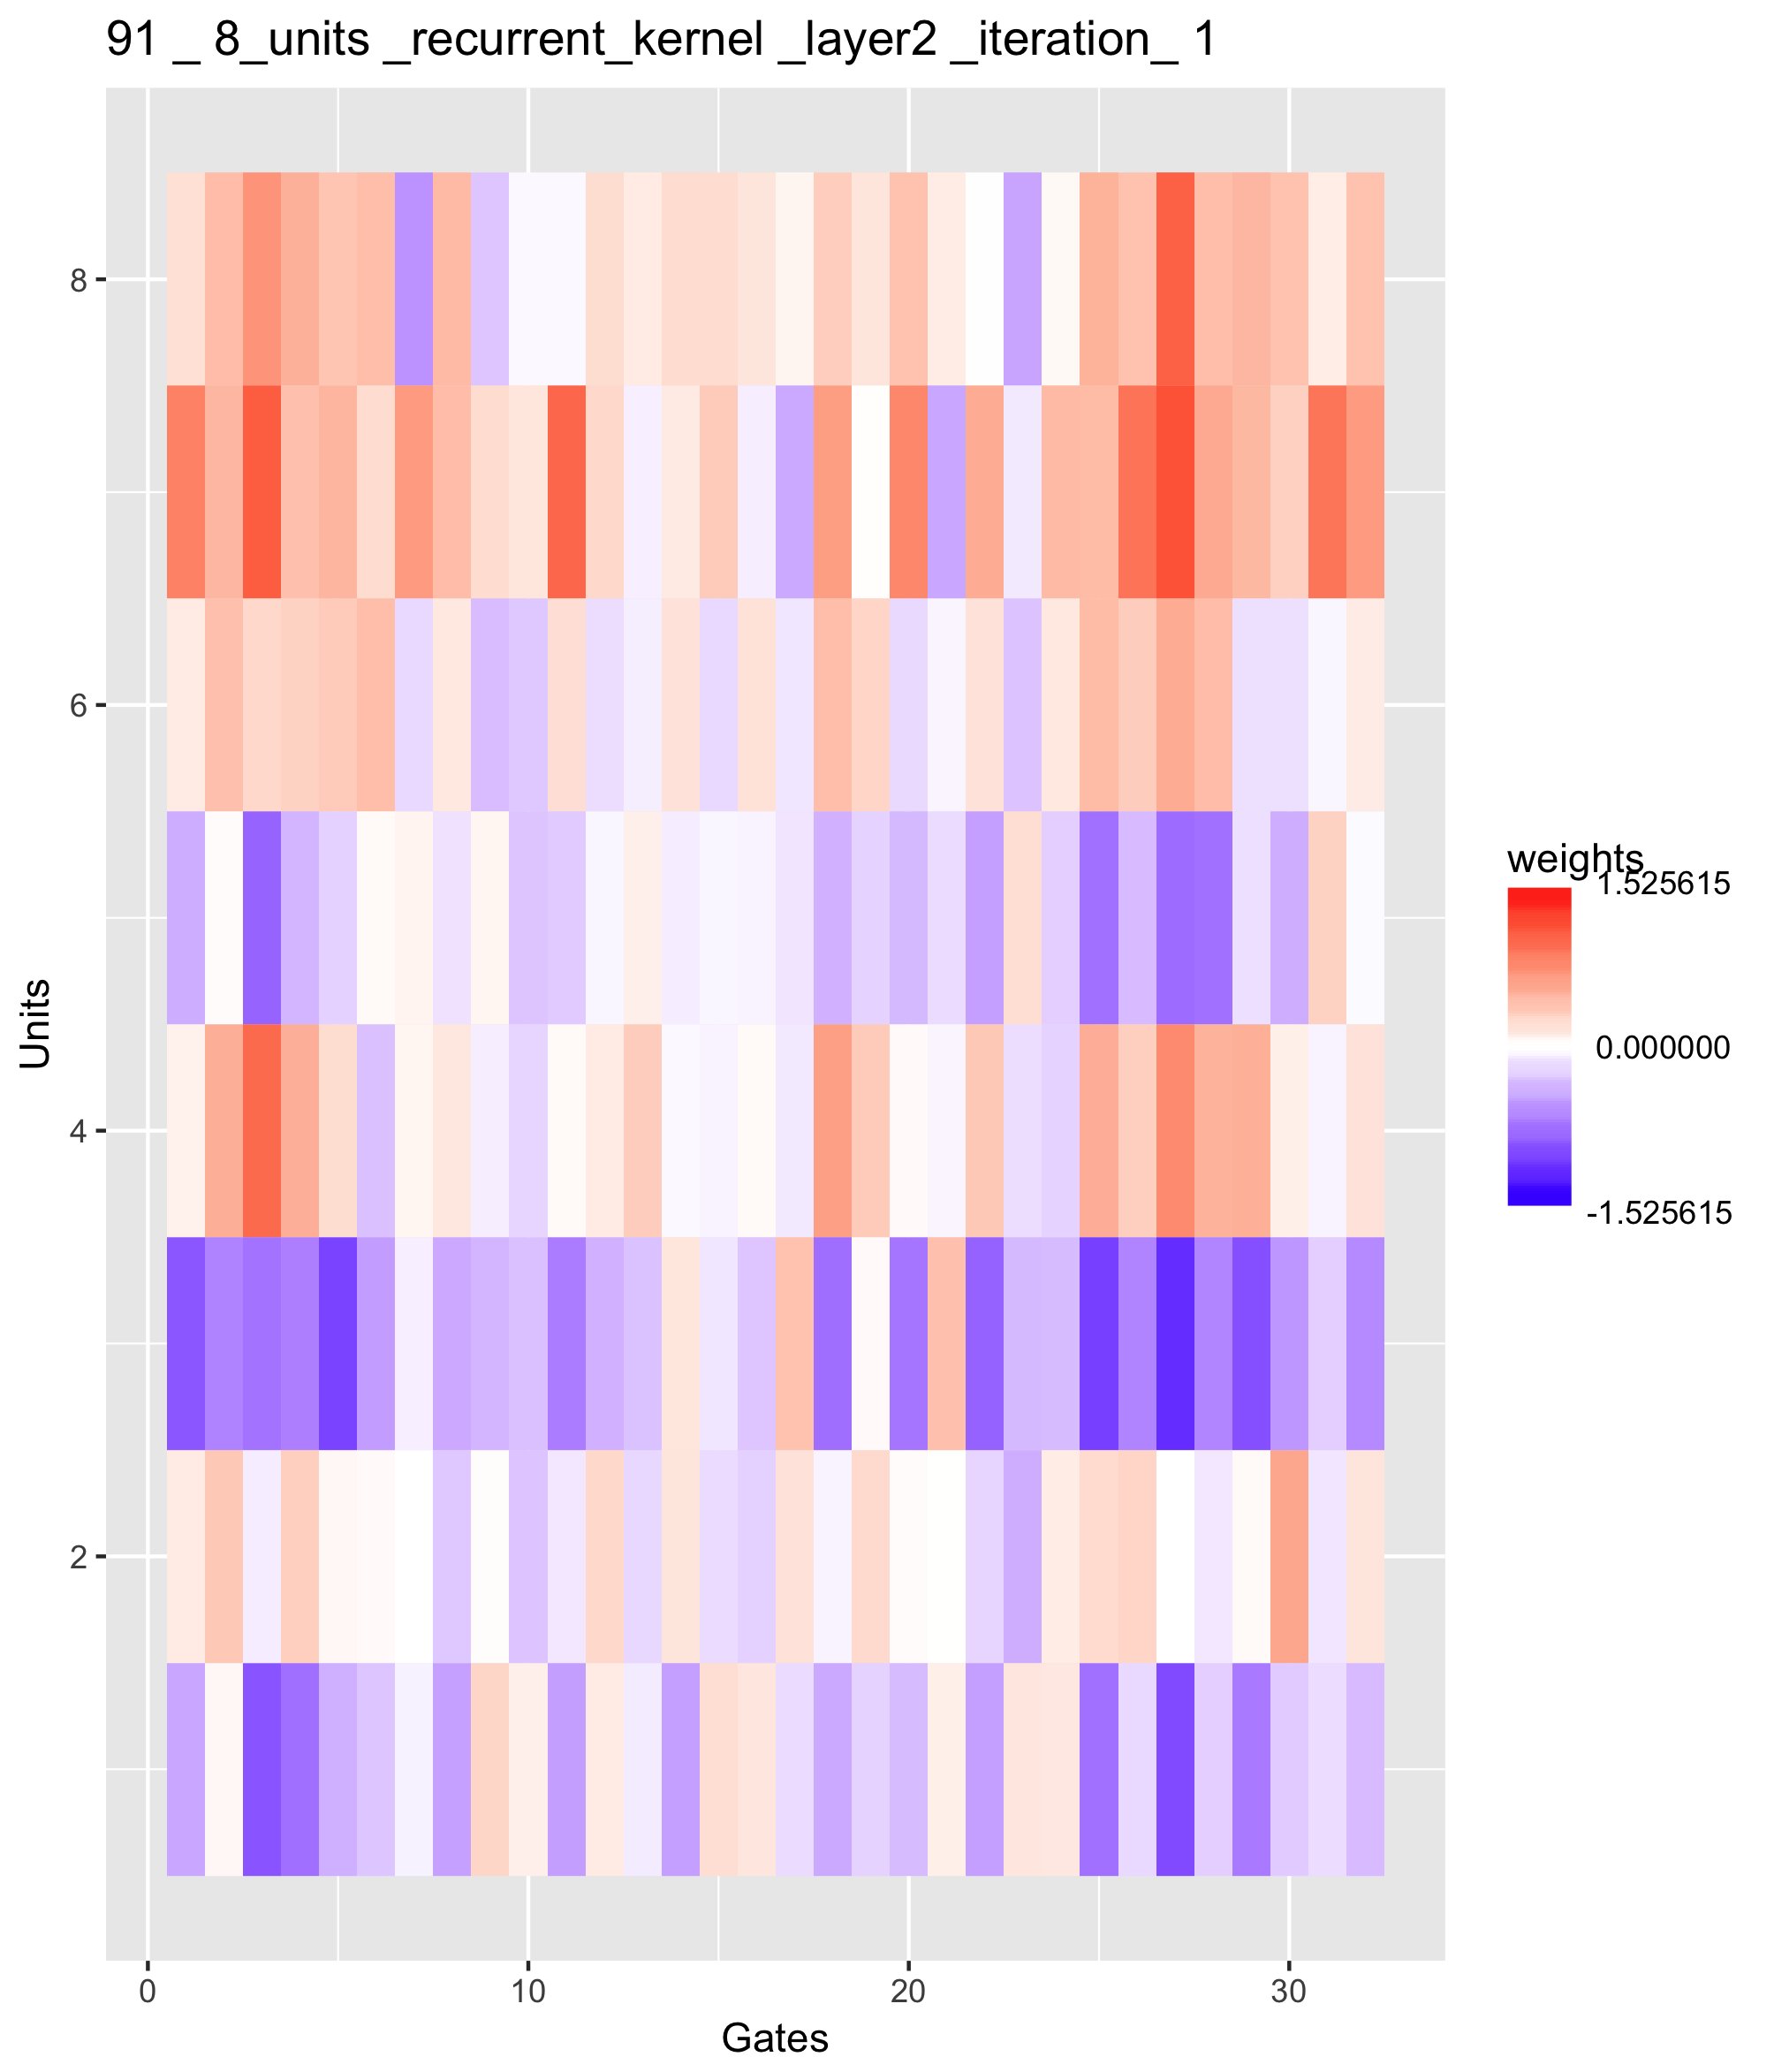 91 _ 8_units _recurrent_kernel _layer2 _iteration_ 1
8
6
4
2
Units
0
10
20
30
Gates
weights
1.525615
0.000000
-1.525615